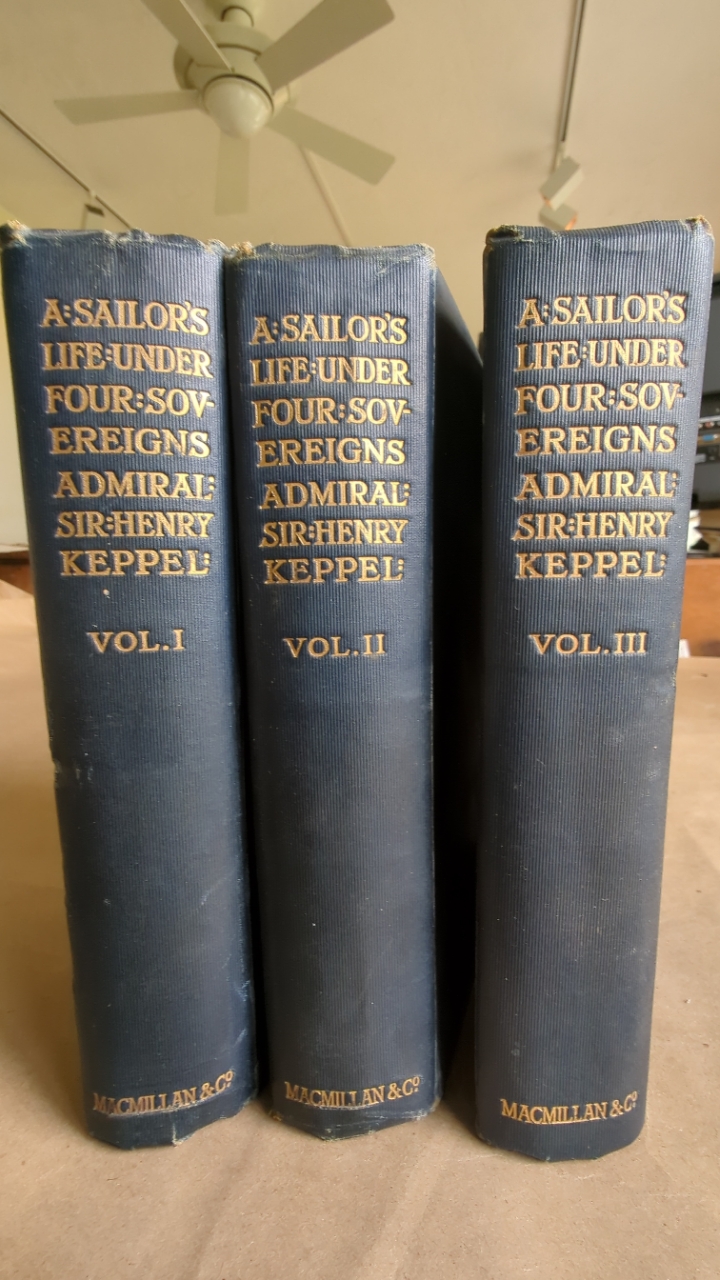 A:SAILOR'S
LIFE:UNDER
FOUR:SOV-
EREIGNS
ADMIRAL:
SIR:HENRY
KEPPEL:
VOL.I
MACMILLAN & Cº
A:SAILOR'S
LIFE:UNDER
FOUR:SOV-
EREIGNS
ADMIRAL:
SIR:HENRY
KEPPEL:
VOL.II
MACMILLAN & Cº
A:SAILOR'S
LIFE:UNDER
FOUR:SOV-
EREIGNS
ADMIRAL:
SIR:HENRY
KEPPEL:
VOL.III
MACMILLAN & Cº